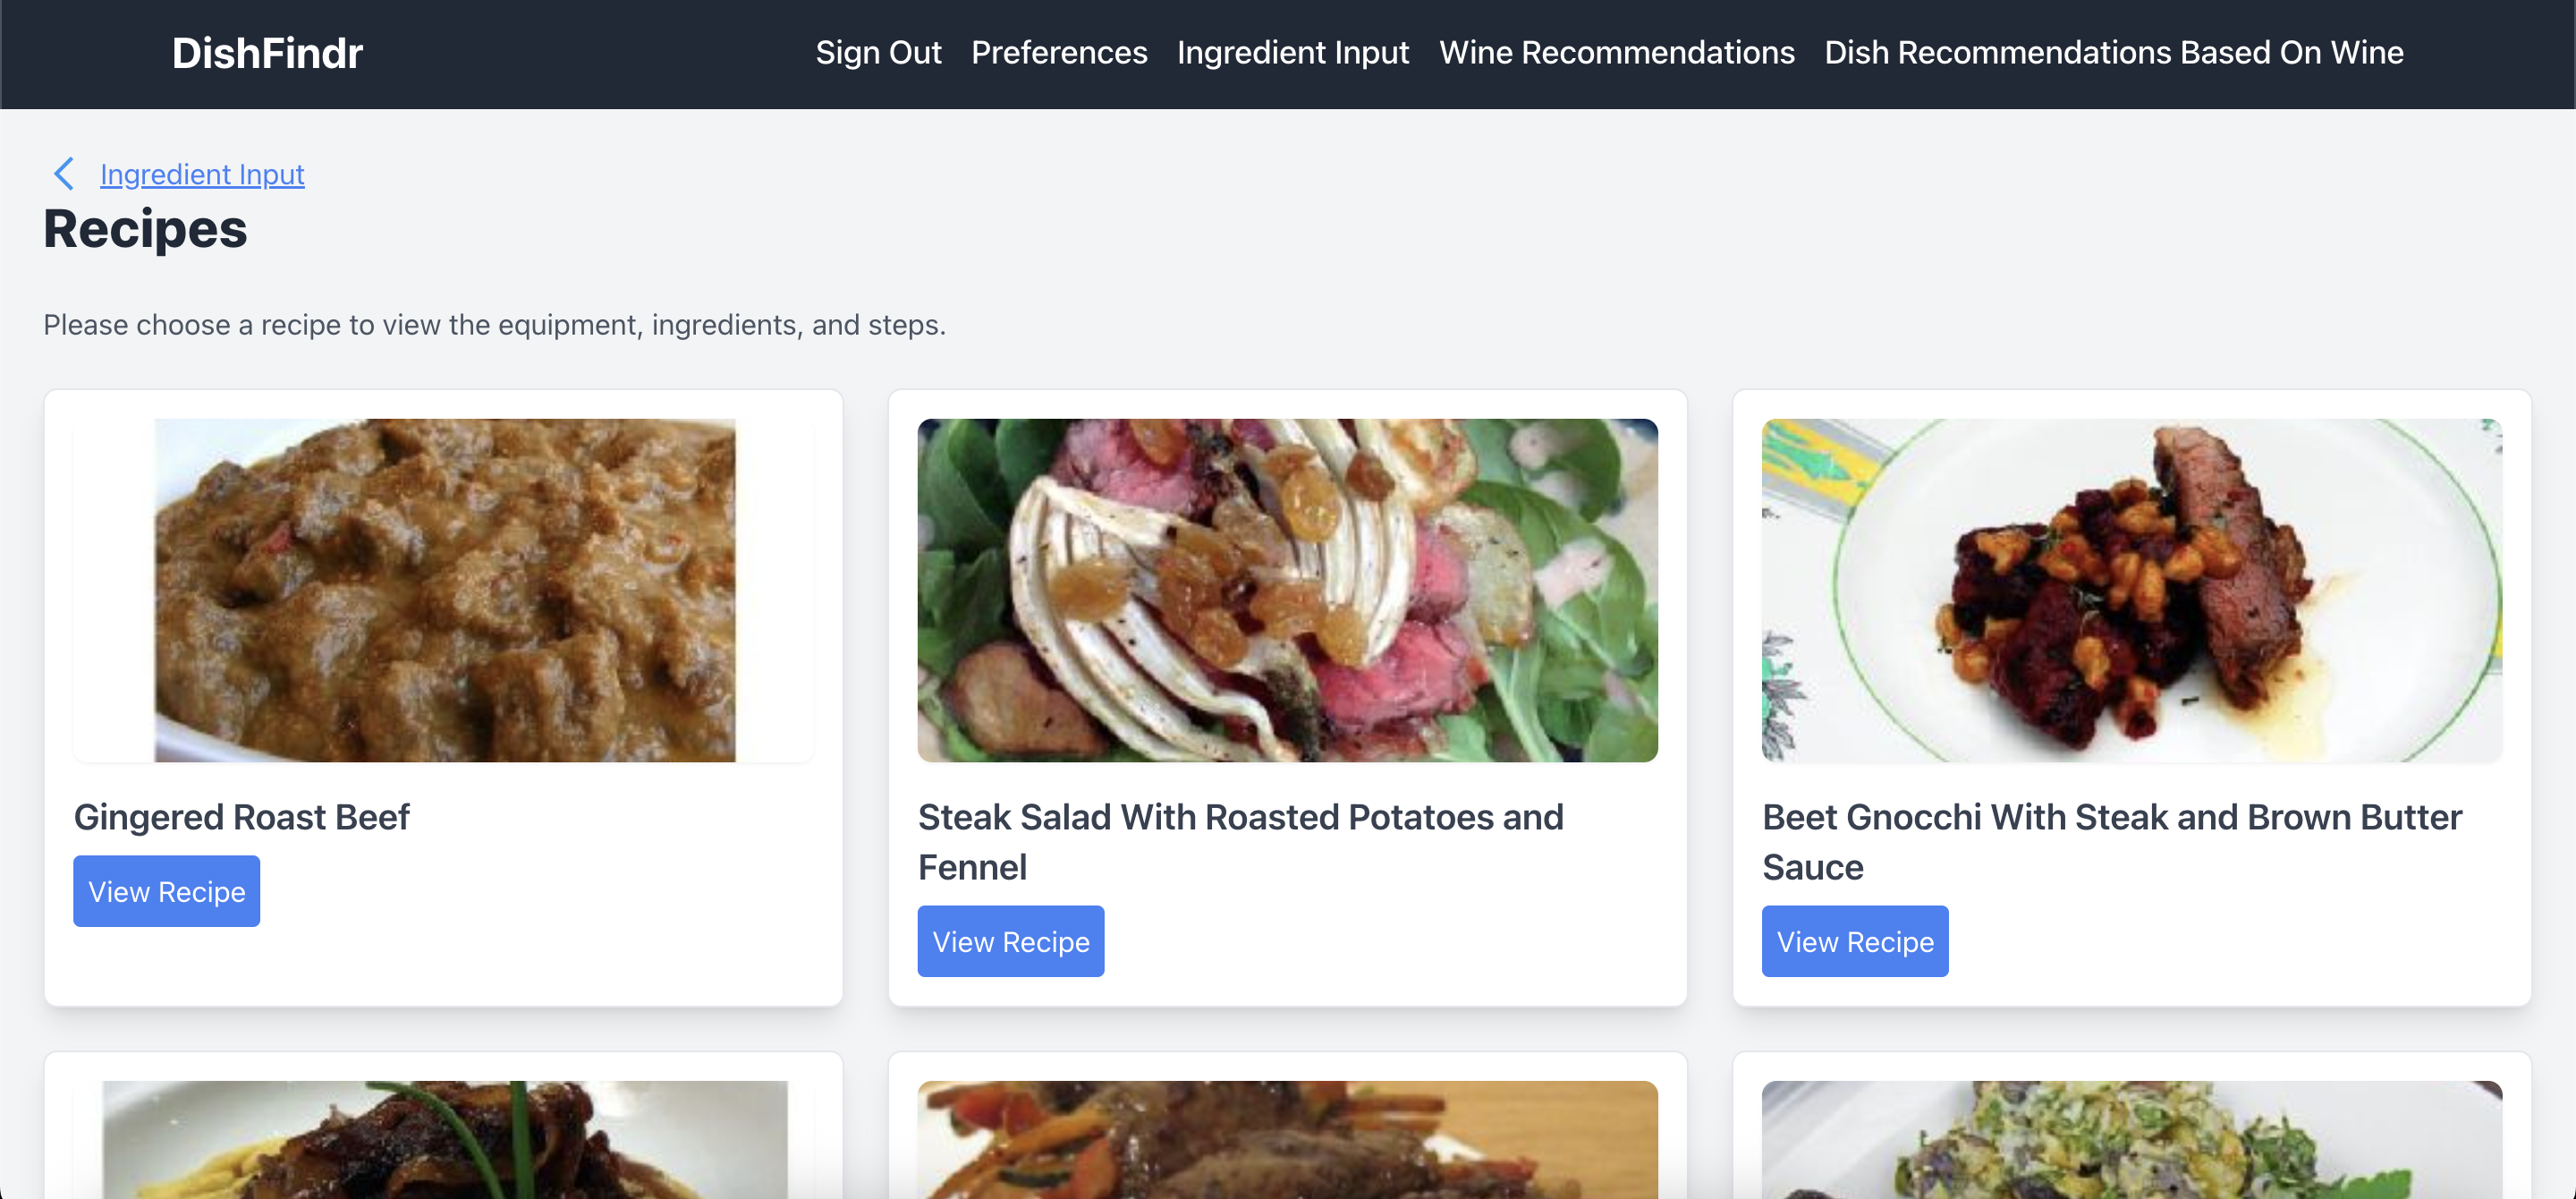 DishFindr
Sign Out Preferences Ingredient Input Wine Recommendations Dish Recommendations Based On Wine
Ingredient Input
Recipes
Please choose a recipe to view the equipment, ingredients, and steps.
Gingered Roast Beef
View Recipe
Steak Salad With Roasted Potatoes and
Fennel
View Recipe
Beet Gnocchi With Steak and Brown Butter
Sauce
View Recipe